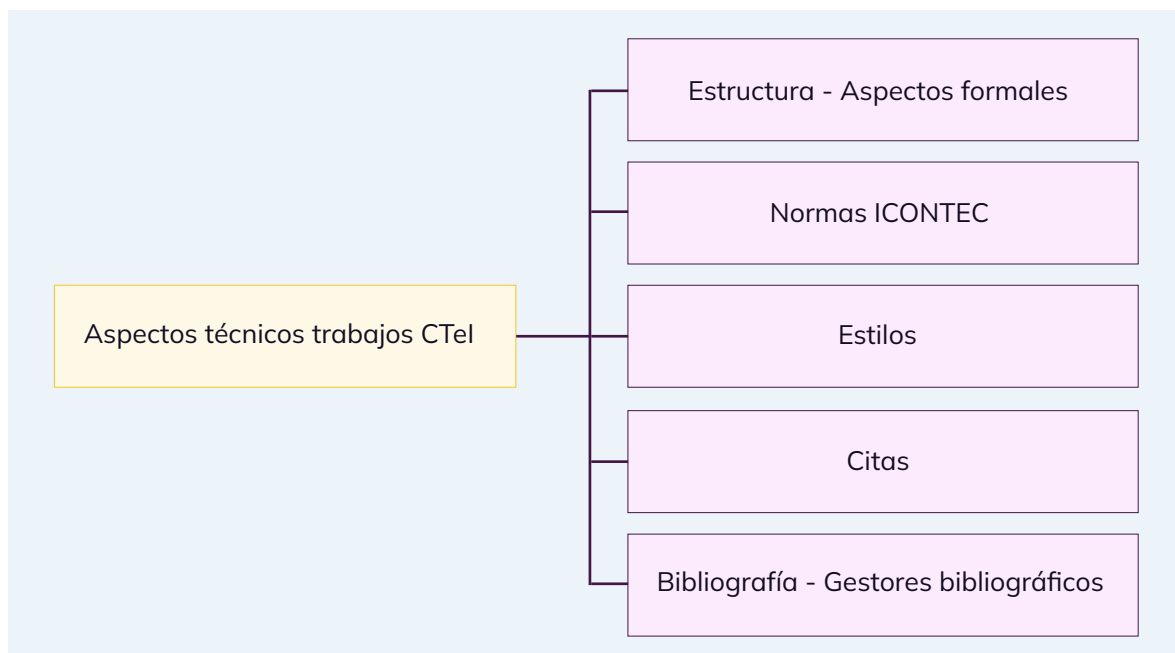 Estructura - Aspectos formales
Normas ICONTEC
Aspectos técnicos trabajos CTeI
Estilos
Citas
Bibliografía - Gestores bibliográficos